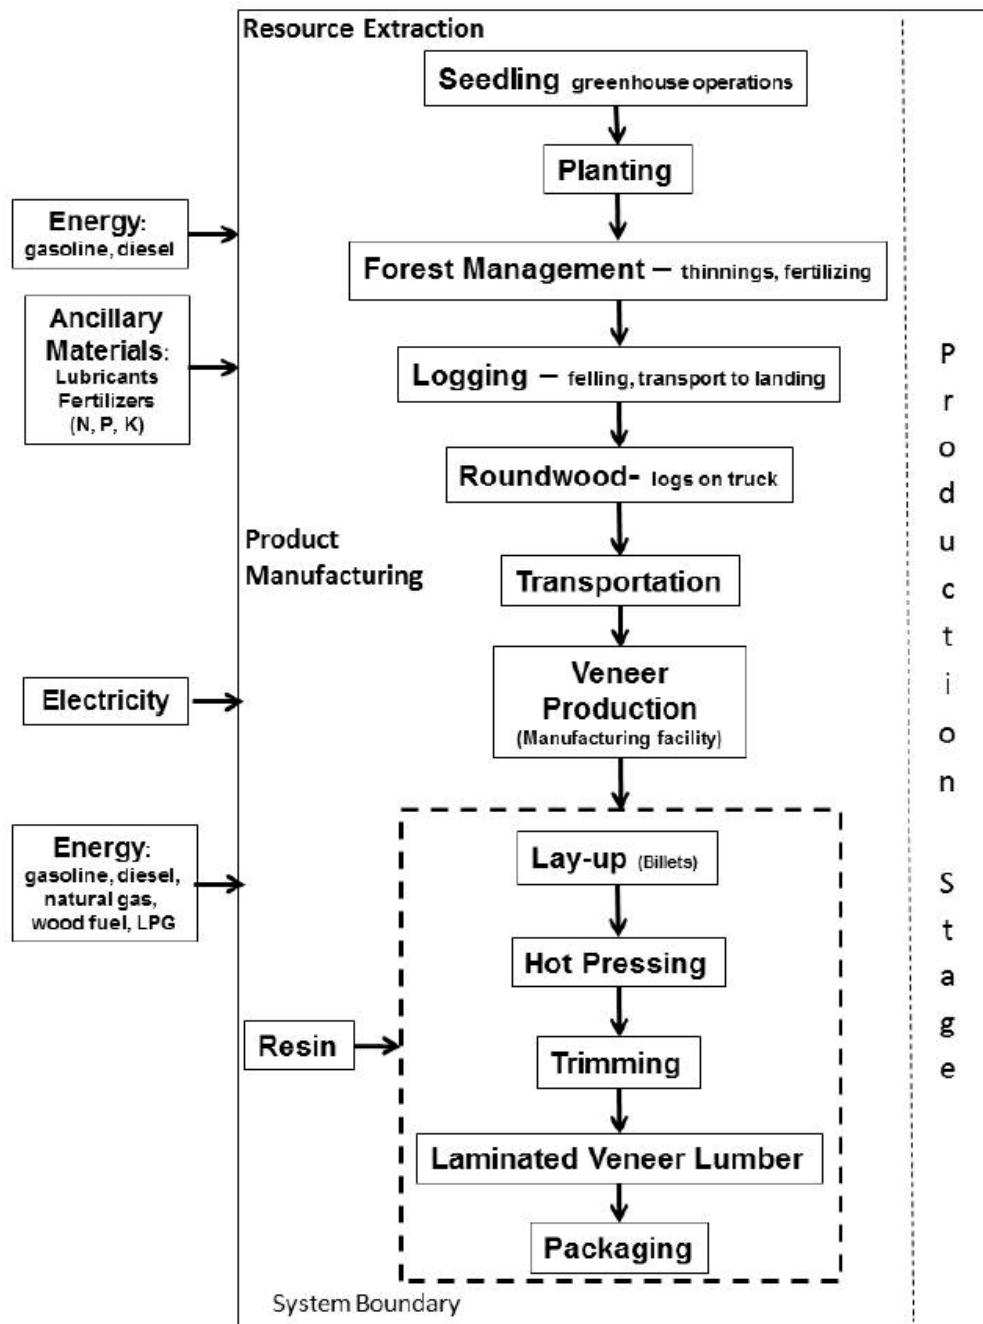 Resource Extraction
Seedling greenhouse operations
Planting
Energy:
gasoline, diesel
Forest Management – thinnings, fertilizing
Ancillary
Materials:
Lubricants
Fertilizers
(N, P, K)
Logging – felling, transport to landing
Roundwood- logs on truck
Product
Manufacturing
Transportation
Electricity
Veneer
Production
(Manufacturing facility)
Energy:
gasoline, diesel,
natural gas,
wood fuel, LPG
Lay-up (Billets)
Hot Pressing
Resin
Trimming
Laminated Veneer Lumber
Packaging
System Boundary
Production Stage